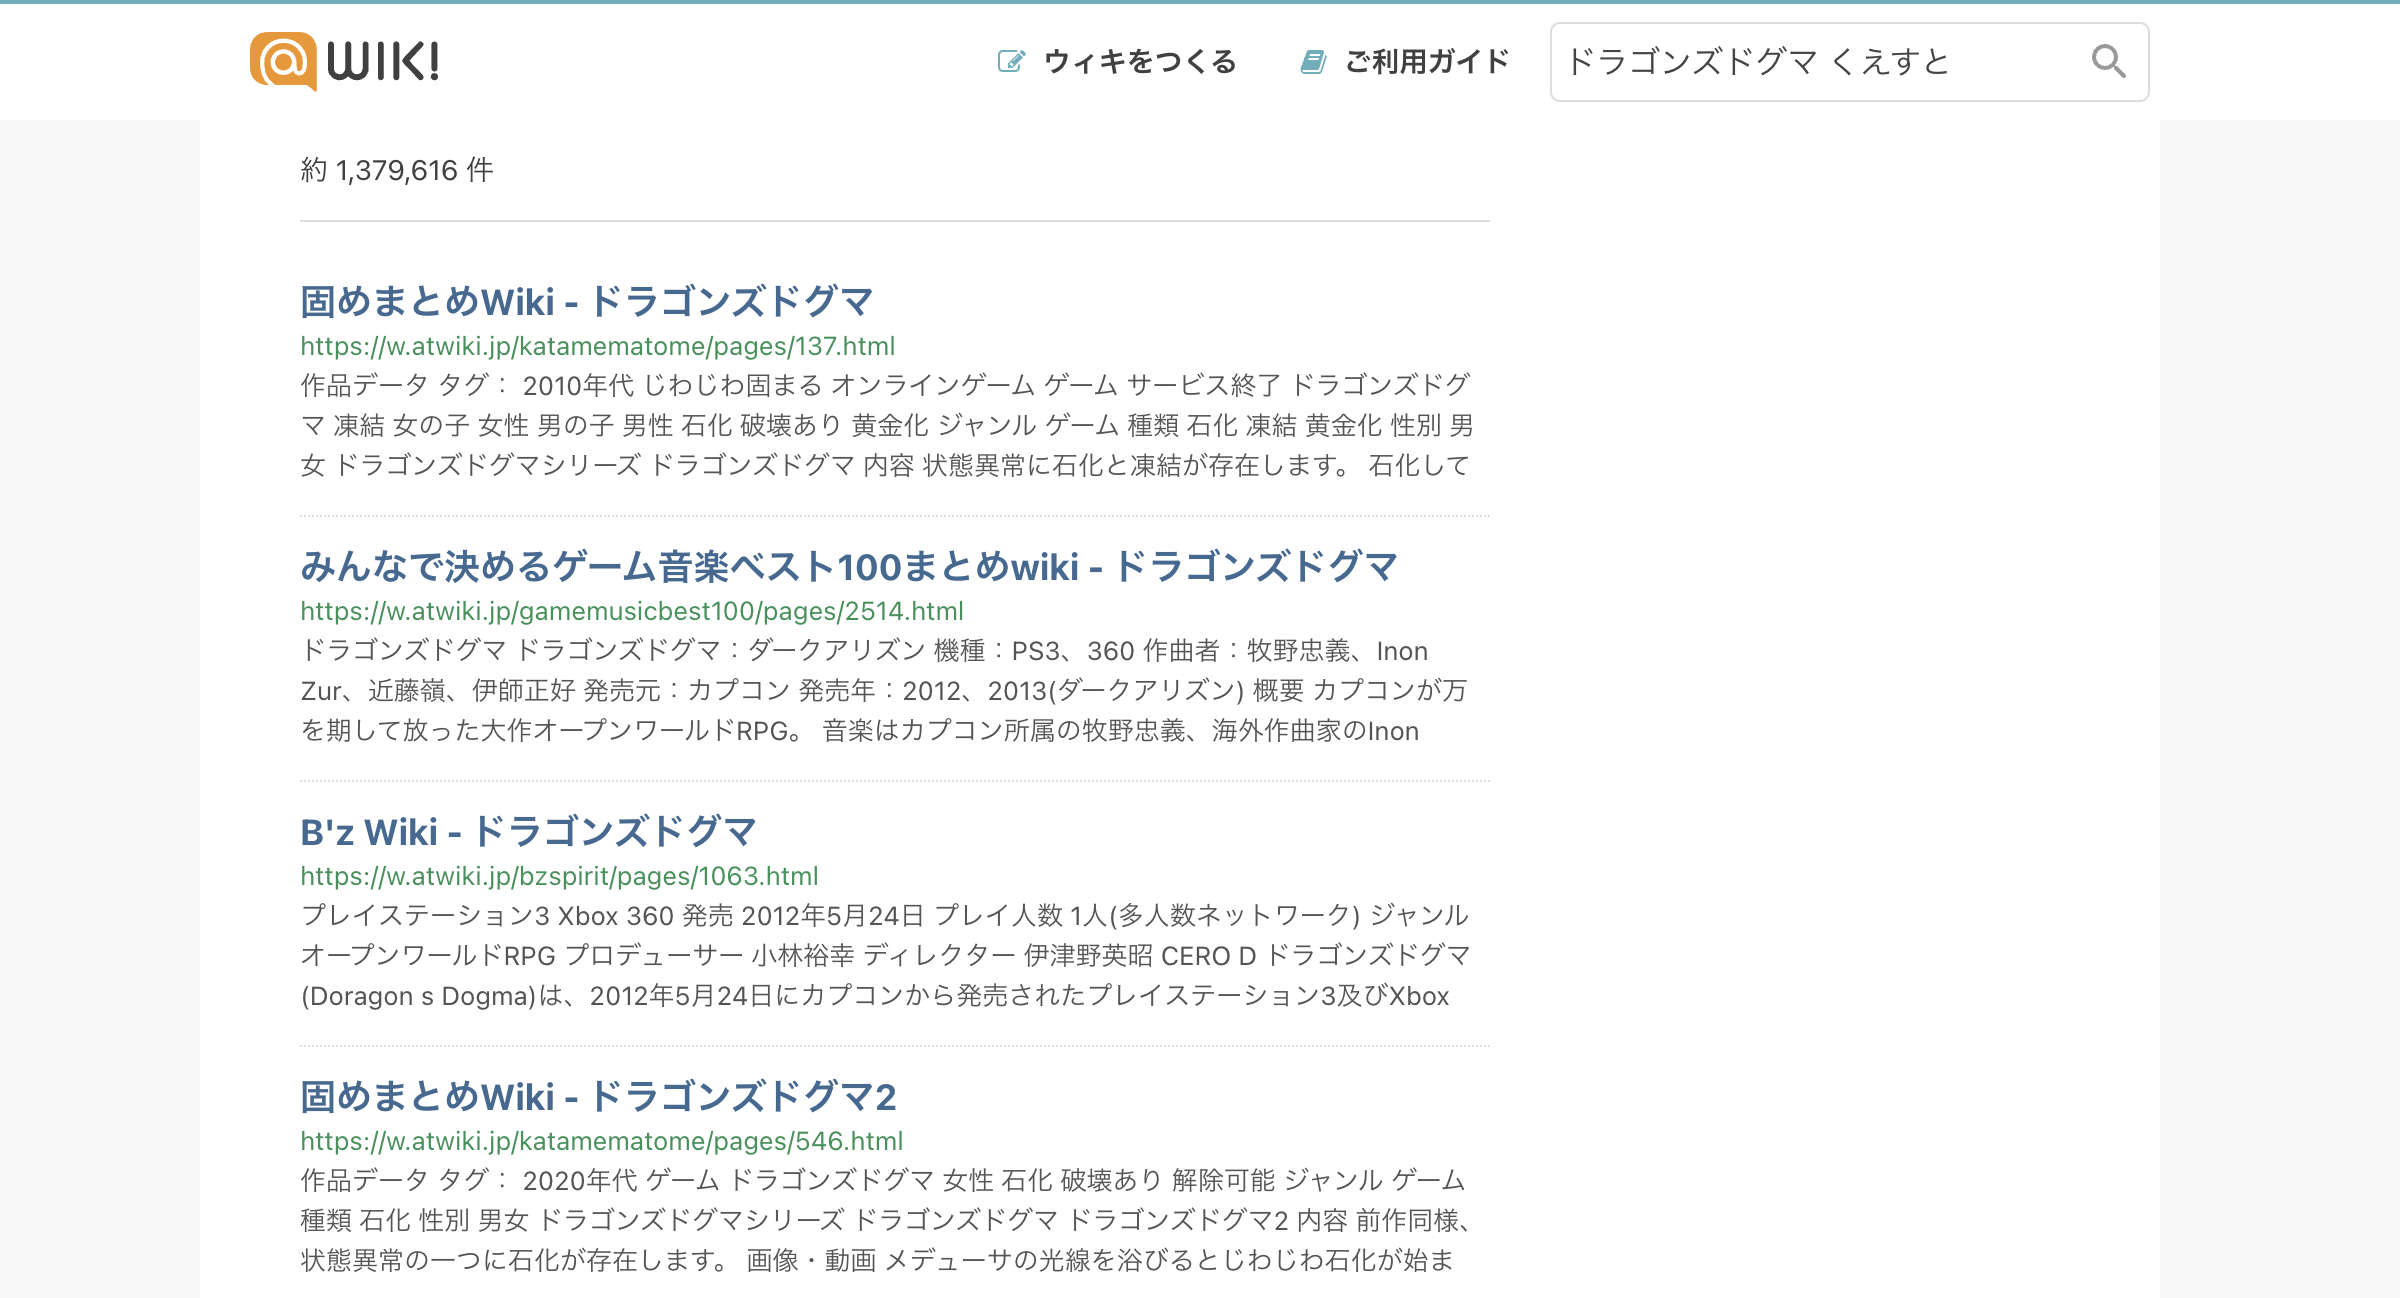 @WIKI!
ウィキをつくる
ご利用ガイド
ドラゴンズドグマ くえすと
約 1,379,616 件
固めまとめWiki - ドラゴンズドグマ
https://w.atwiki.jp/katamematome/pages/137.html
作品データ タグ： 2010年代 じわじわ固まる オンラインゲーム ゲーム サービス終了 ドラゴンズドグ
マ 凍結 女の子 女性 男の子 男性 石化 破壊あり 黄金化 ジャンル ゲーム 種類 石化 凍結 黄金化 性別 男
女 ドラゴンズドグマシリーズ ドラゴンズドグマ 内容 状態異常に石化と凍結が存在します。 石化して
みんなで決めるゲーム音楽ベスト100まとめwiki - ドラゴンズドグマ
https://w.atwiki.jp/gamemusicbest100/pages/2514.html
ドラゴンズドグマ ドラゴンズドグマ：ダークアリズン 機種：PS3、360 作曲者：牧野忠義、Inon
Zur、近藤嶺、伊師正好 発売元：カプコン 発売年：2012、2013(ダークアリズン) 概要 カプコンが万
を期して放った大作オープンワールドRPG。 音楽はカプコン所属の牧野忠義、海外作曲家のInon
B'z Wiki - ドラゴンズドグマ
https://w.atwiki.jp/bzspirit/pages/1063.html
プレイステーション3 Xbox 360 発売 2012年5月24日 プレイ人数 1人(多人数ネットワーク) ジャンル
オープンワールドRPG プロデューサー 小林裕幸 ディレクター 伊津野英昭 CERO D ドラゴンズドグマ
(Doragon s Dogma)は、2012年5月24日にカプコンから発売されたプレイステーション3及びXbox
固めまとめWiki - ドラゴンズドグマ2
https://w.atwiki.jp/katamematome/pages/546.html
作品データ タグ： 2020年代 ゲーム ドラゴンズドグマ 女性 石化 破壊あり 解除可能 ジャンル ゲーム
種類 石化 性別 男女 ドラゴンズドグマシリーズ ドラゴンズドグマ ドラゴンズドグマ2 内容 前作同様、
状態異常の一つに石化が存在します。 画像・動画 メデューサの光線を浴びるとじわじわ石化が始ま